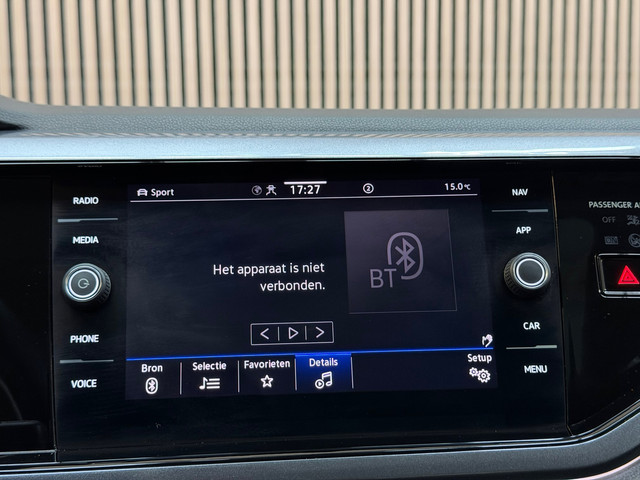 RADIO
MEDIA
PHONE
VOICE
Sport
17:27
2
15.0°C
Het apparaat is niet
verbonden.
BT
Bron
Selectie
Favorieten
Details
Setup
NAV
APP
CAR
MENU
PASSENGER A
OFF